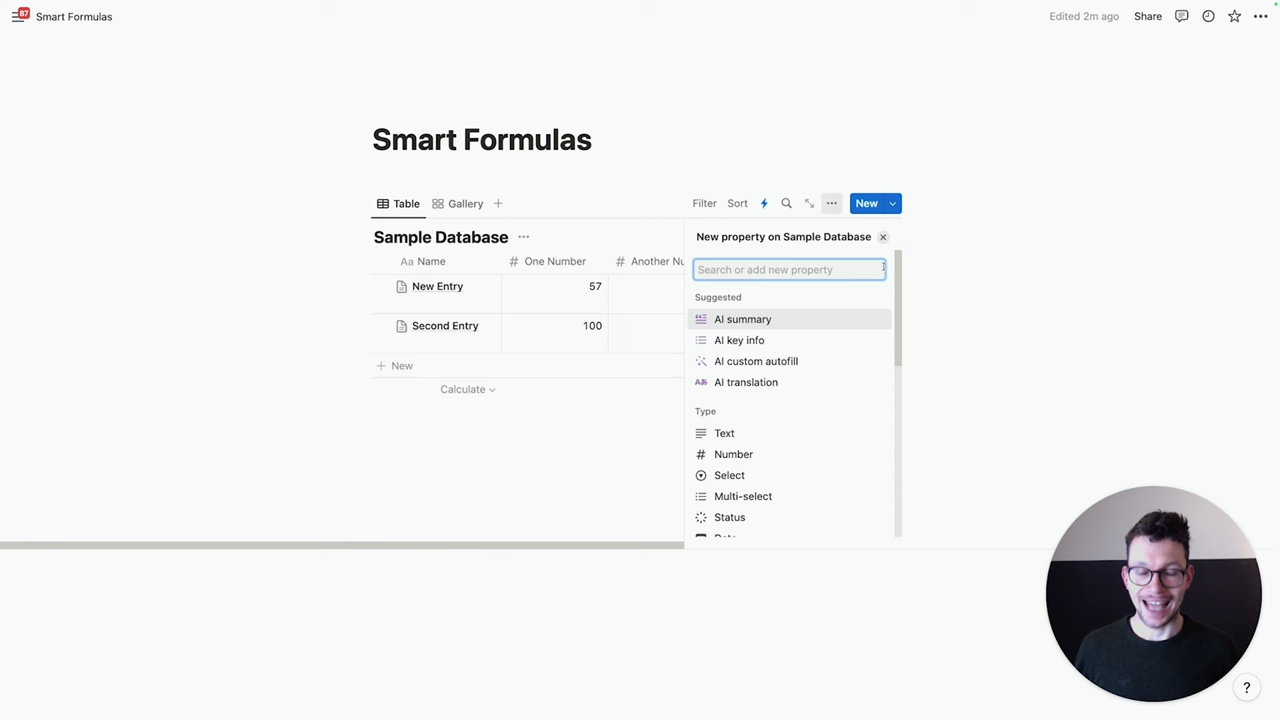 87
Smart Formulas
Edited 2m ago
Share
Smart Formulas
Table
Gallery
Filter
Sort
New
Sample Database
New property on Sample Database
Aa Name
# One Number
# Another Nu
Search or add new property
New Entry
57
Suggested
AI summary
Second Entry
100
AI key info
+ New
AI custom autofill
Calculate
AI translation
Type
Text
# Number
Select
Multi-select
Status
?